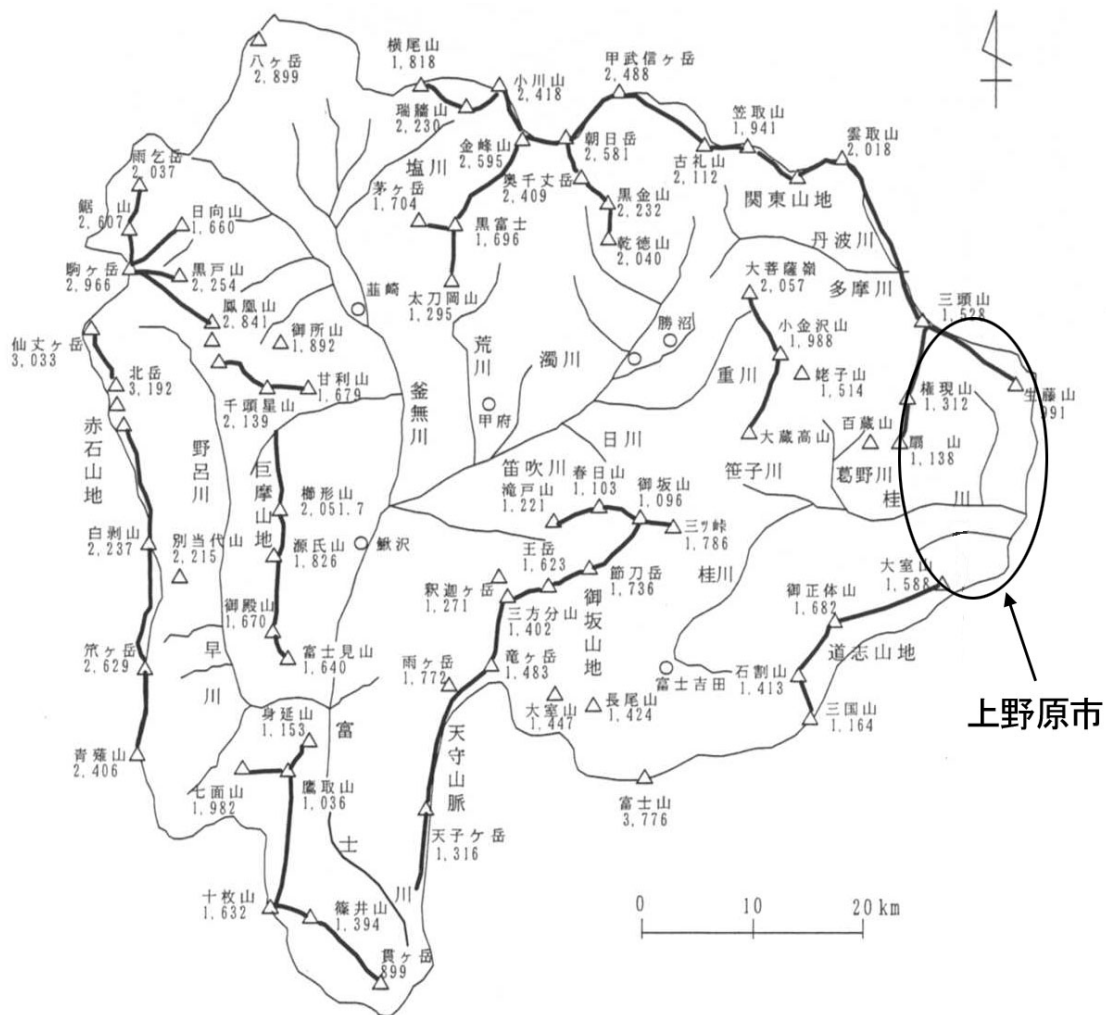 八ヶ岳
2,899
横尾山
1,818
瑞牆山
2,230
小川山
2,418
甲武信ヶ岳
2,488
金峰山
2,595
朝日岳
2,581
笠取山
1,941
古礼山
2,112
雲取山
2,018
関東山地
雨乞岳
2,037
鋸山
2,607
日向山
1,660
駒ヶ岳
2,966
黒戸山
2,254
塩川
茅ヶ岳
1,704
黒富士
1,696
奥千丈岳
2,409
黒金山
2,232
乾徳山
2,040
丹波川
多摩川
太刀岡山
1,295
大菩薩嶺
2,057
三頭山
1,528
鳳凰山
2,841
韮崎
御所山
1,892
仙丈ヶ岳
3,033
北岳
3,192
甘利山
1,679
千頭星山
2,139
釜無川
荒川
濁川
勝沼
甲府
重川
小金沢山
1,988
姥子山
1,514
大蔵高山
権現山
1,312
生藤山
991
百蔵山
扇山
1,138
葛野川
桂川
赤石山地
野呂川
巨摩山地
櫛形山
2,051.7
日川
笛吹川
笹子川
春日山
1,103
滝戸山
1,221
御坂山
1,096
三ッ峠
1,786
白剥山
2,237
別当代山
2,215
源氏山
1,826
鰍沢
王岳
1,623
節刀岳
1,736
桂川
大室山
1,588
御正体山
1,682
釈迦ヶ岳
1,271
三方分山
1,402
御坂山地
御殿山
1,670
富士見山
1,640
早川
笊ヶ岳
2,629
雨ヶ岳
1,772
竜ヶ岳
1,483
富士吉田
石割山
1,413
道志山地
三国山
1,164
大室山
1,447
長尾山
1,424
上野原市
身延山
1,153
青薙山
2,406
七面山
1,982
鷹取山
1,036
富士川
天守山脈
富士山
3,776
天子ケ岳
1,316
十枚山
1,632
篠井山
1,394
貫ヶ岳
899
0 10 20km